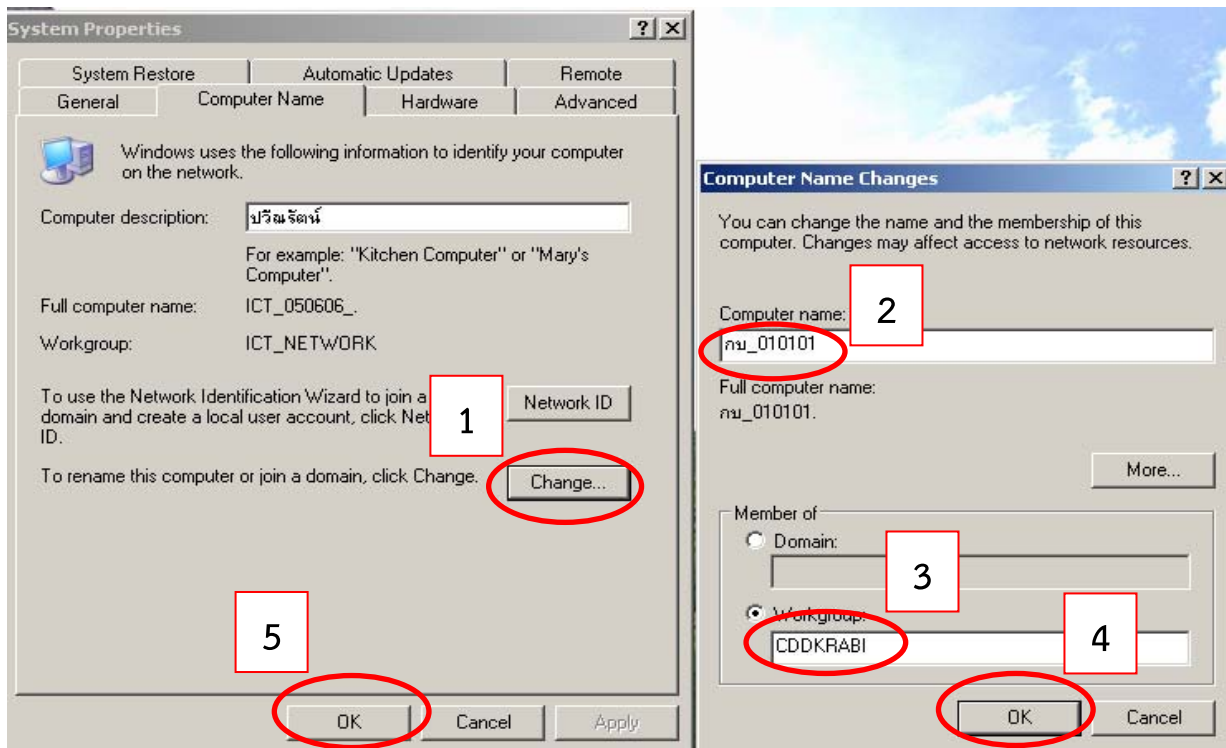 System Properties
System Restore
Automatic Updates
Remote
General
Computer Name
Hardware
Advanced
Windows uses the following information to identify your computer
on the network.
Computer description:
ปวีณรัตน์
For example: "Kitchen Computer" or "Mary's
Computer".
Full computer name:
ICT_050606_.
Workgroup:
ICT_NETWORK
To use the Network Identification Wizard to join a
domain and create a local user account, click Net
ID.
1
Network ID
To rename this computer or join a domain, click Change.
Change...
5
OK
Cancel
Apply
Computer Name Changes
You can change the name and the membership of this
computer. Changes may affect access to network resources.
Computer name:
2
กบ_010101
Full computer name:
กบ_010101.
More...
Member of
Domain:
3
Workgroup:
CDDKRABI
4
OK
Cancel